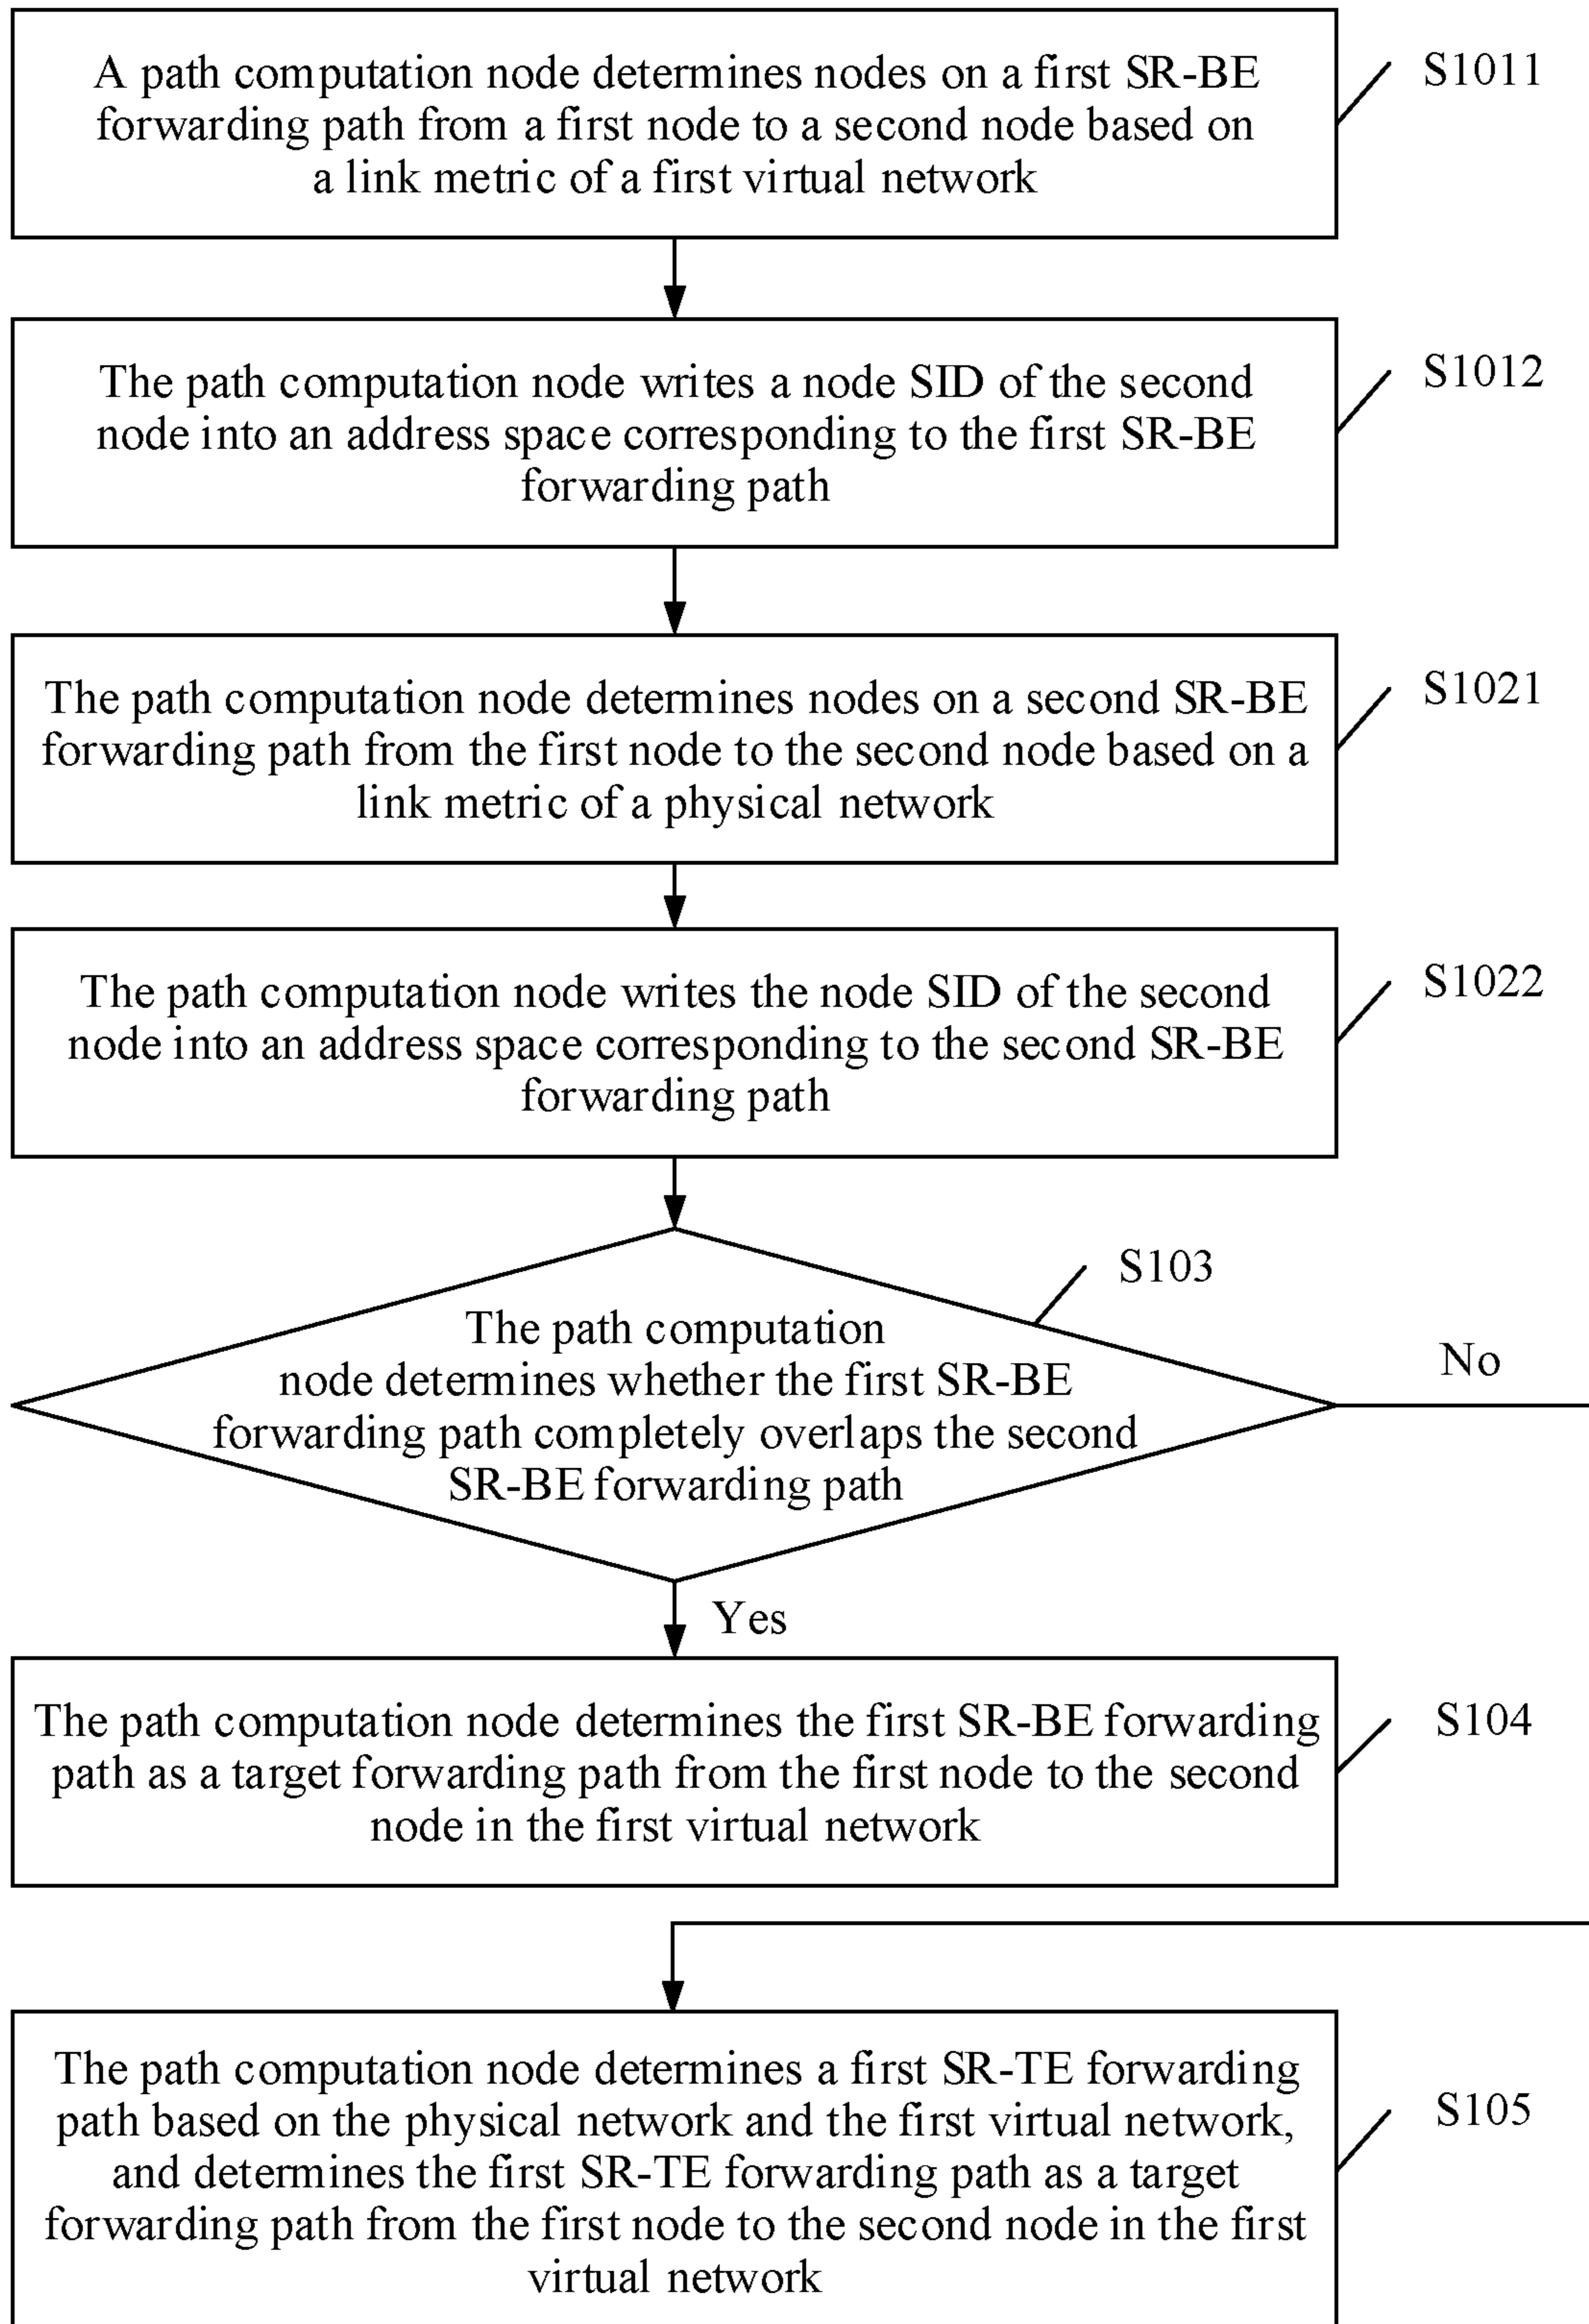 A path computation node determines nodes on a first SR-BE
forwarding path from a first node to a second node based on
a link metric of a first virtual network
S1011
The path computation node writes a node SID of the second
node into an address space corresponding to the first SR-BE
forwarding path
S1012
The path computation node determines nodes on a second SR-BE
forwarding path from the first node to the second node based on a
link metric of a physical network
S1021
The path computation node writes the node SID of the second
node into an address space corresponding to the second SR-BE
forwarding path
S1022
S103
The path computation
node determines whether the first SR-BE
forwarding path completely overlaps the second
SR-BE forwarding path
No
Yes
The path computation node determines the first SR-BE forwarding
path as a target forwarding path from the first node to the second
node in the first virtual network
S104
The path computation node determines a first SR-TE forwarding
path based on the physical network and the first virtual network,
and determines the first SR-TE forwarding path as a target
forwarding path from the first node to the second node in the first
virtual network
S105